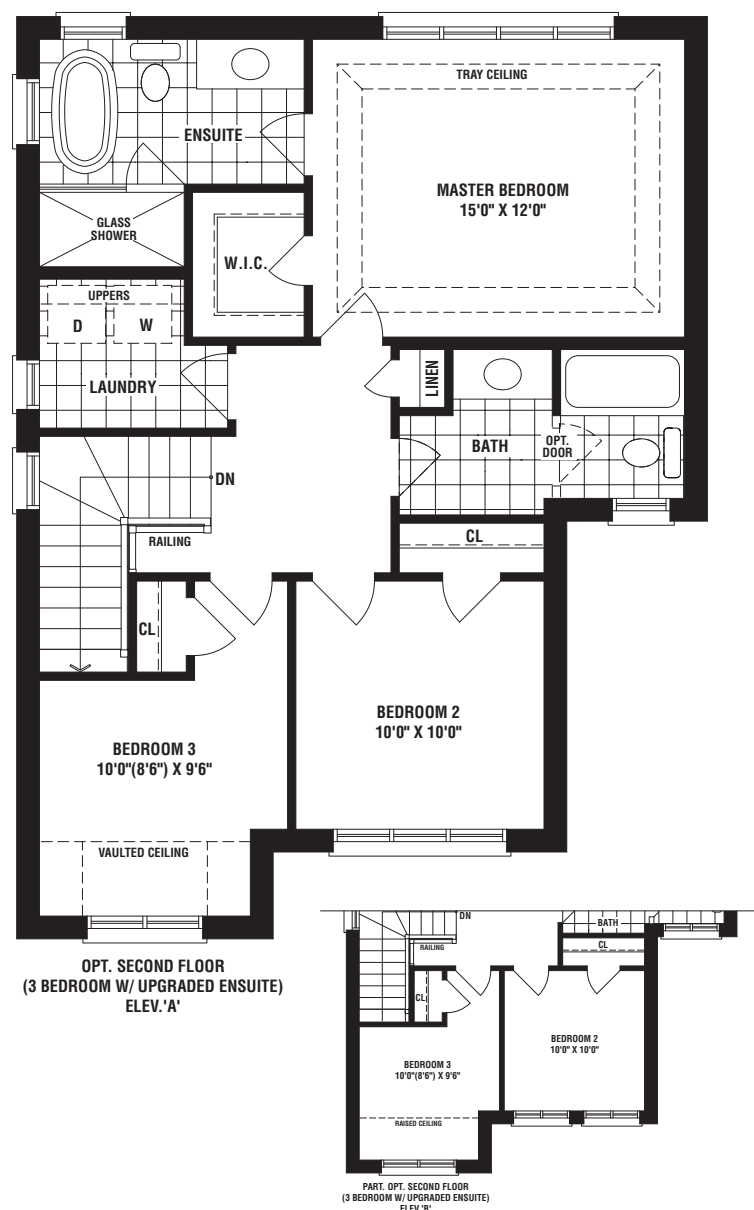 TRAY CEILING
ENSUITE
MASTER BEDROOM
15'0" X 12'0"
GLASS
SHOWER
W.I.C.
UPPERS
D
W
LAUNDRY
LINEN
BATH
OPT.
DOOR
DN
RAILING
CL
CL
BEDROOM 2
10'0" X 10'0"
BEDROOM 3
10'0"(8'6") X 9'6"
VAULTED CEILING
OPT. SECOND FLOOR
(3 BEDROOM W/ UPGRADED ENSUITE)
ELEV.'A'
DN
BATH
RAILING
CL
CL
BEDROOM 2
10'0" X 10'0"
BEDROOM 3
10'0"(8'6") X 9'6"
RAISED CEILING
PART. OPT. SECOND FLOOR
(3 BEDROOM W/ UPGRADED ENSUITE)
ELEV.'B'